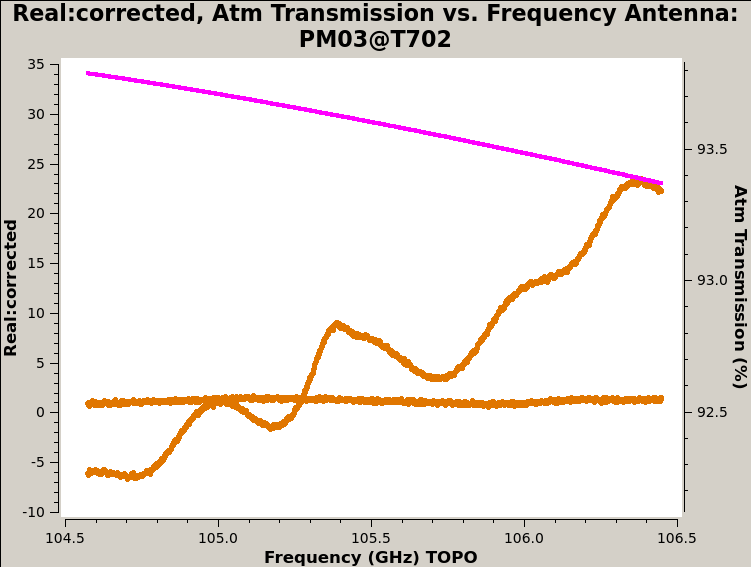 Real:corrected, Atm Transmission vs. Frequency Antenna:
PM03@T702
35
30
25
20
15
10
5
0
-5
-10
Real:corrected
93.5
93.0
92.5
Atm Transmission (%)
104.5 105.0 105.5 106.0 106.5
Frequency (GHz) TOPO